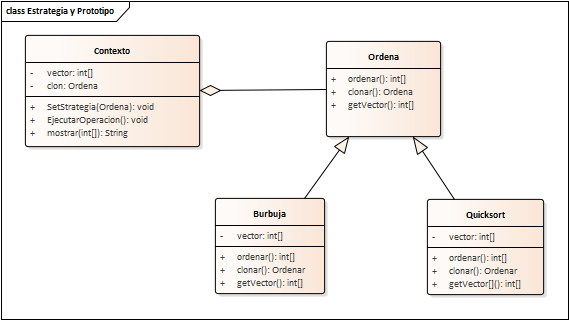 class Estrategia y Prototipo
Contexto
- vector: int[]
- clon: Ordena
+ SetStrategia(Ordena): void
+ EjecutarOperacion(): void
+ mostrar(int[]): String
Ordena
+ ordenar(): int[]
+ clonar(): Ordena
+ getVector(): int[]
Burbuja
- vector: int[]
+ ordenar(): int[]
+ clonar(): Ordenar
+ getVector(): int[]
Quicksort
- vector: int[]
+ ordenar(): int[]
+ clonar(): Ordenar
+ getVector[](): int[]